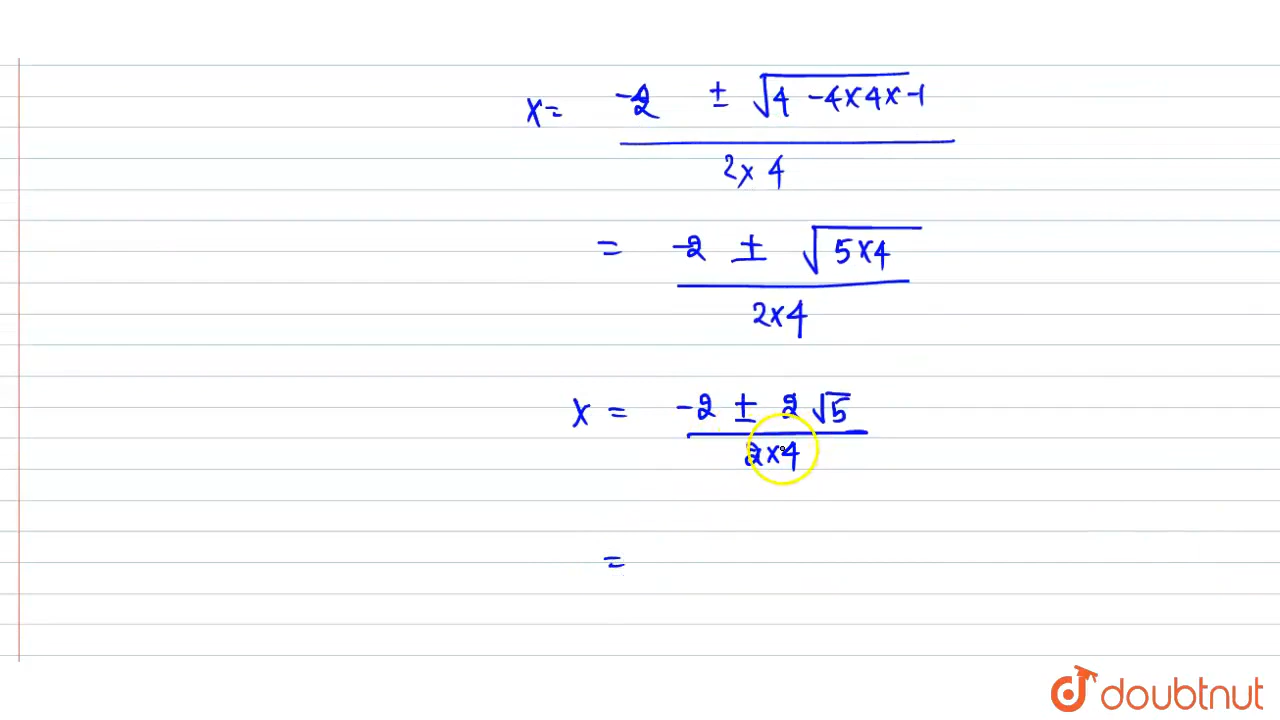 x = -2 ± √4 -4x4x-1
2x 4
= -2 ± √5x4
2x4
x = -2 ± 2 √5
2x4
=
doubtnut